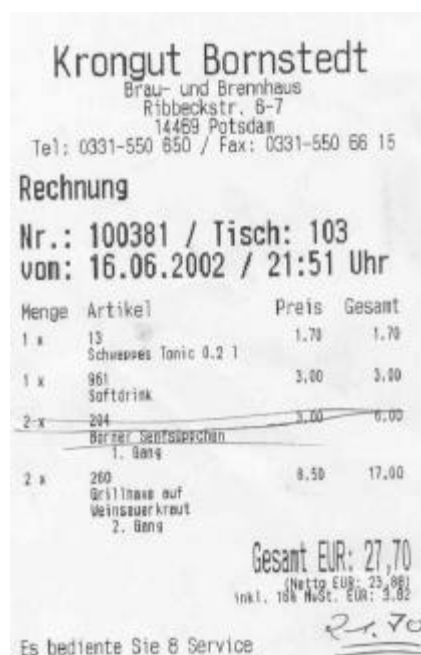 Krongut Bornstedt
Brau- und Brennhaus
Ribbeckstr. 6-7
14469 Potsdam
Tel: 0331-550 650 / Fax: 0331-550 66 15
Rechnung
Nr.: 100381 / Tisch: 103
vom: 16.06.2002 / 21:51 Uhr
Menge Artikel Preis Gesamt
1 x 13 1.70 1.70
Schweppes Tonic 0.2 l
1 x 961 3.00 3.00
Softdrink
2 x 204 3.00 6.00
Borner Senfsüppchen
1. Gang
2 x 260 8.50 17.00
Grillhaxe auf
Weinsauerkraut
2. Gang
Gesamt EUR: 27,70
(Netto EUR: 23,88)
inkl. 16% MwSt. EUR: 3,82
21.70
Es bediente Sie 8 Service